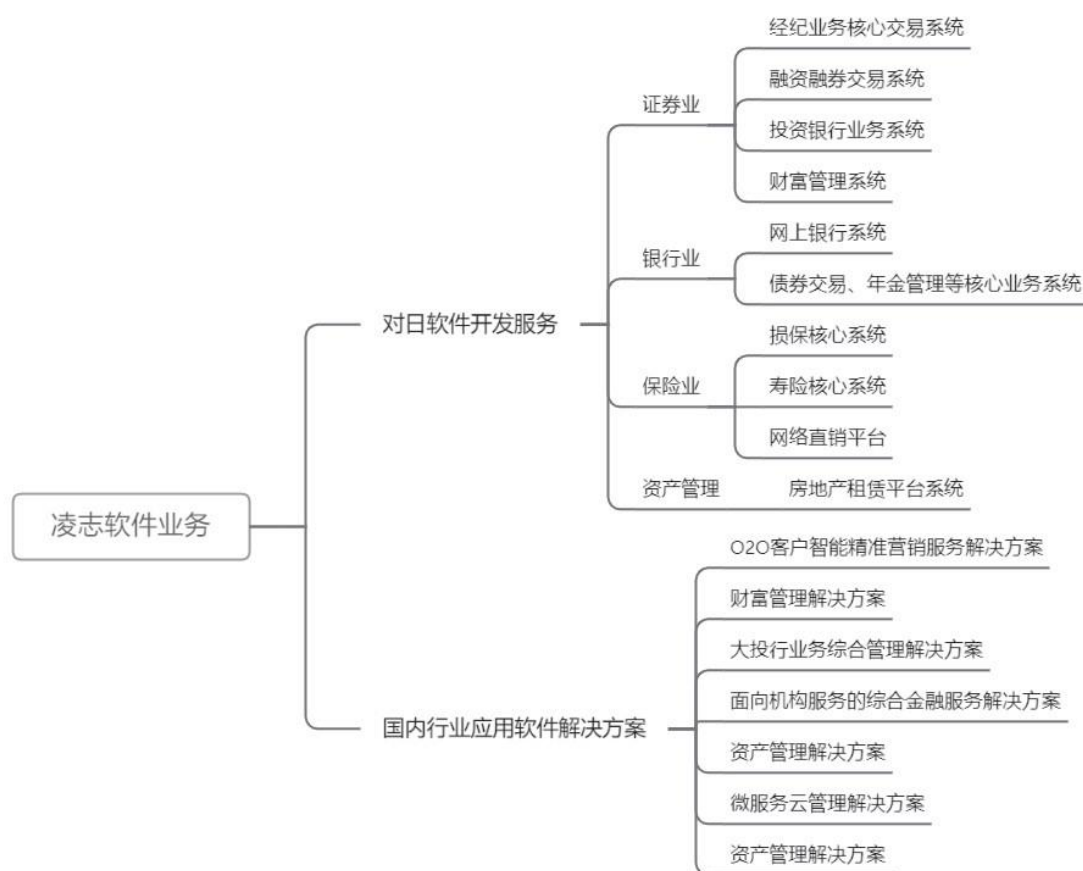 凌志软件业务
对日软件开发服务
证券业
经纪业务核心交易系统
融资融券交易系统
投资银行业务系统
财富管理系统
银行业
网上银行系统
债券交易、年金管理等核心业务系统
保险业
损保核心系统
寿险核心系统
网络直销平台
资产管理
房地产租赁平台系统
国内行业应用软件解决方案
O2O客户智能精准营销服务解决方案
财富管理解决方案
大投行业务综合管理解决方案
面向机构服务的综合金融服务解决方案
资产管理解决方案
微服务云管理解决方案
资产管理解决方案